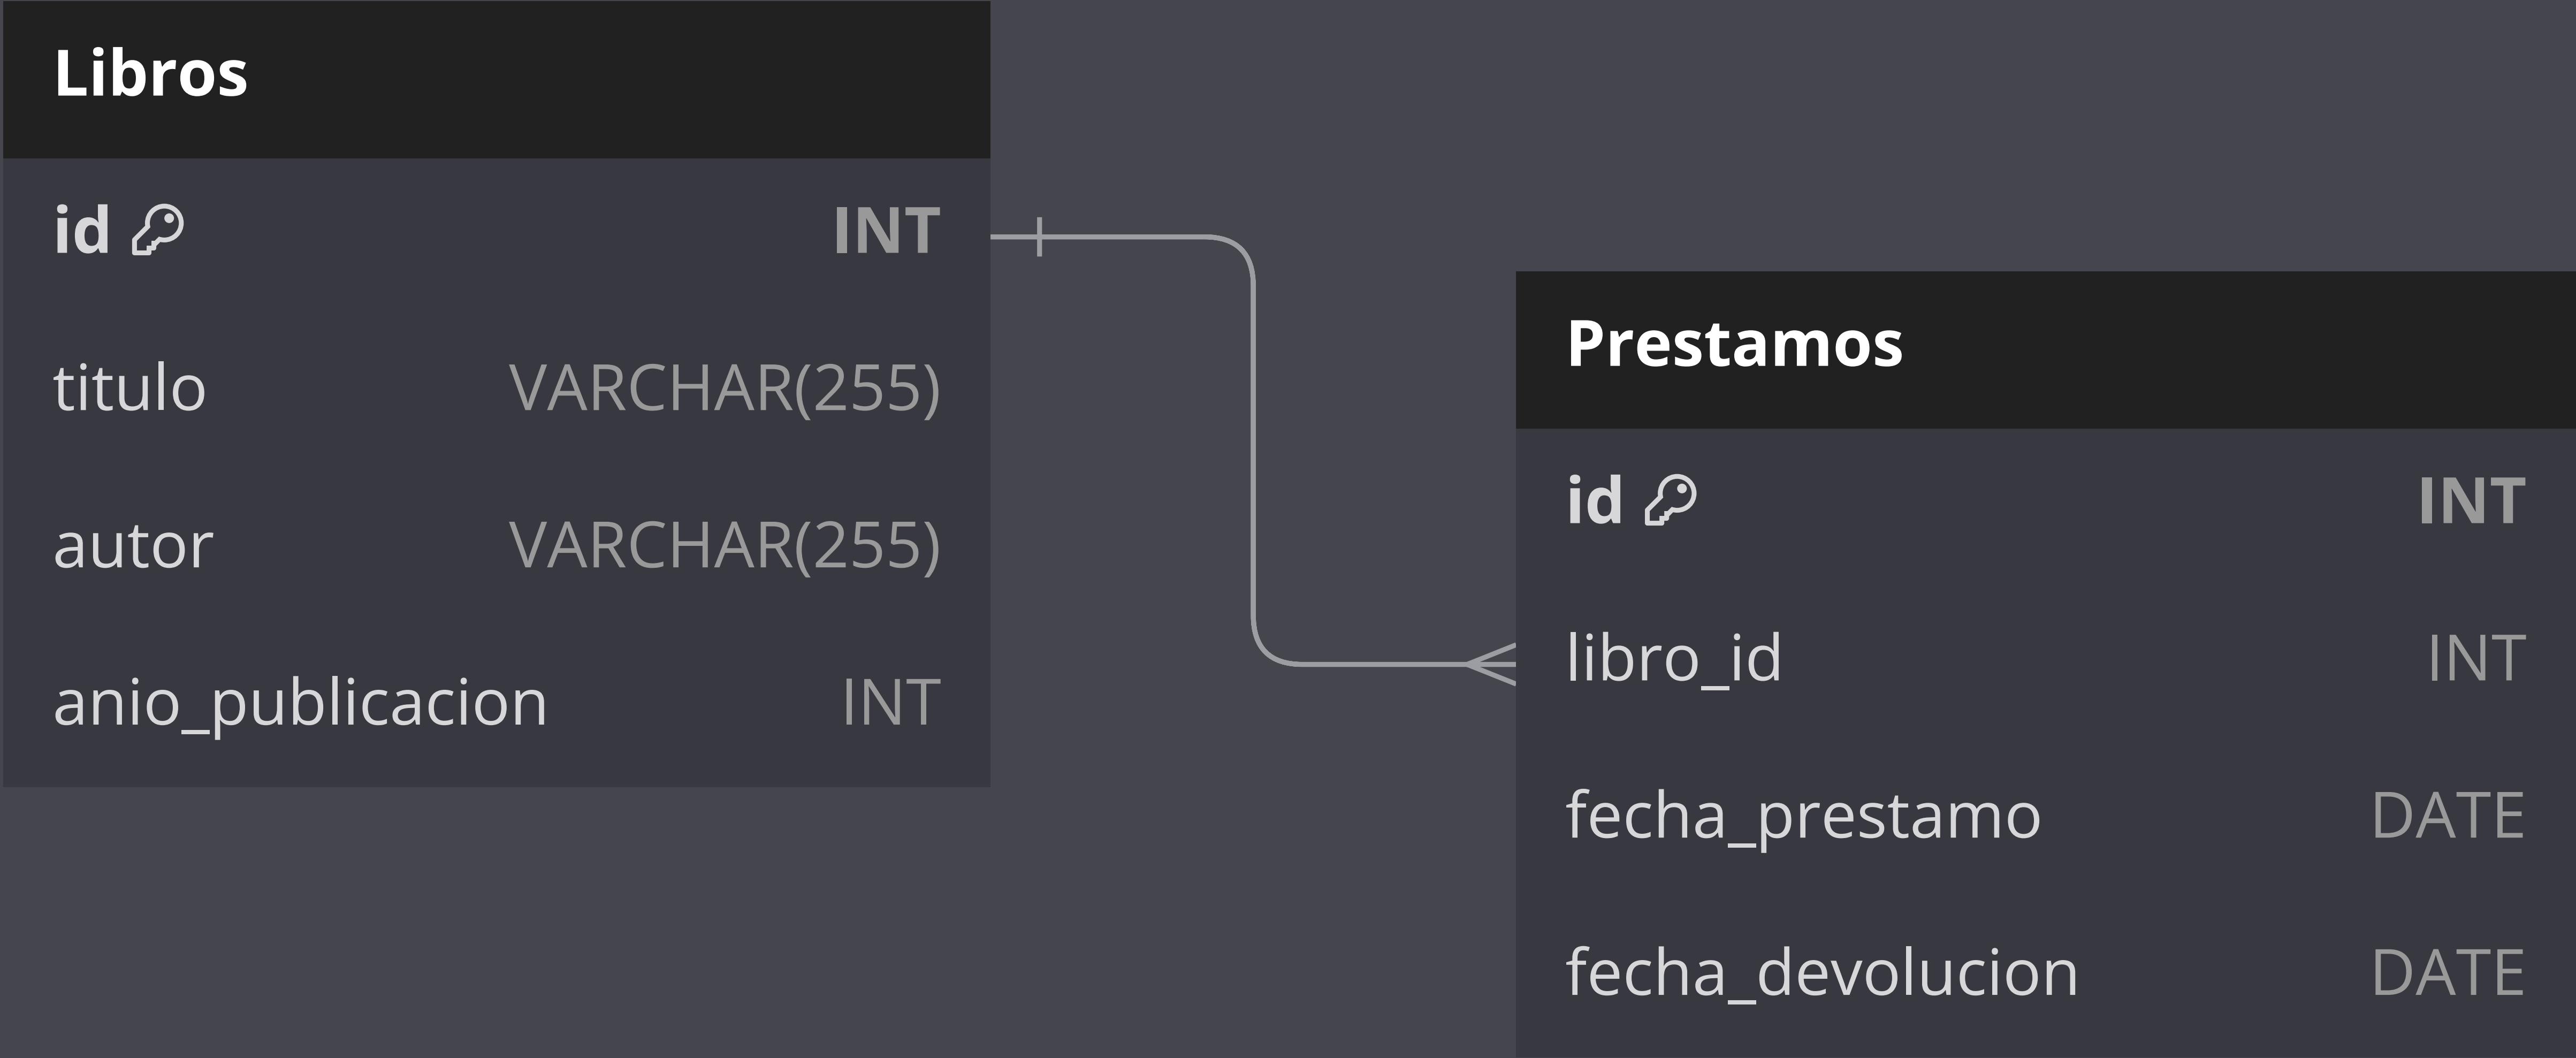 Libros
id INT
titulo VARCHAR(255)
autor VARCHAR(255)
anio_publicacion INT
Prestamos
id INT
libro_id INT
fecha_prestamo DATE
fecha_devolucion DATE